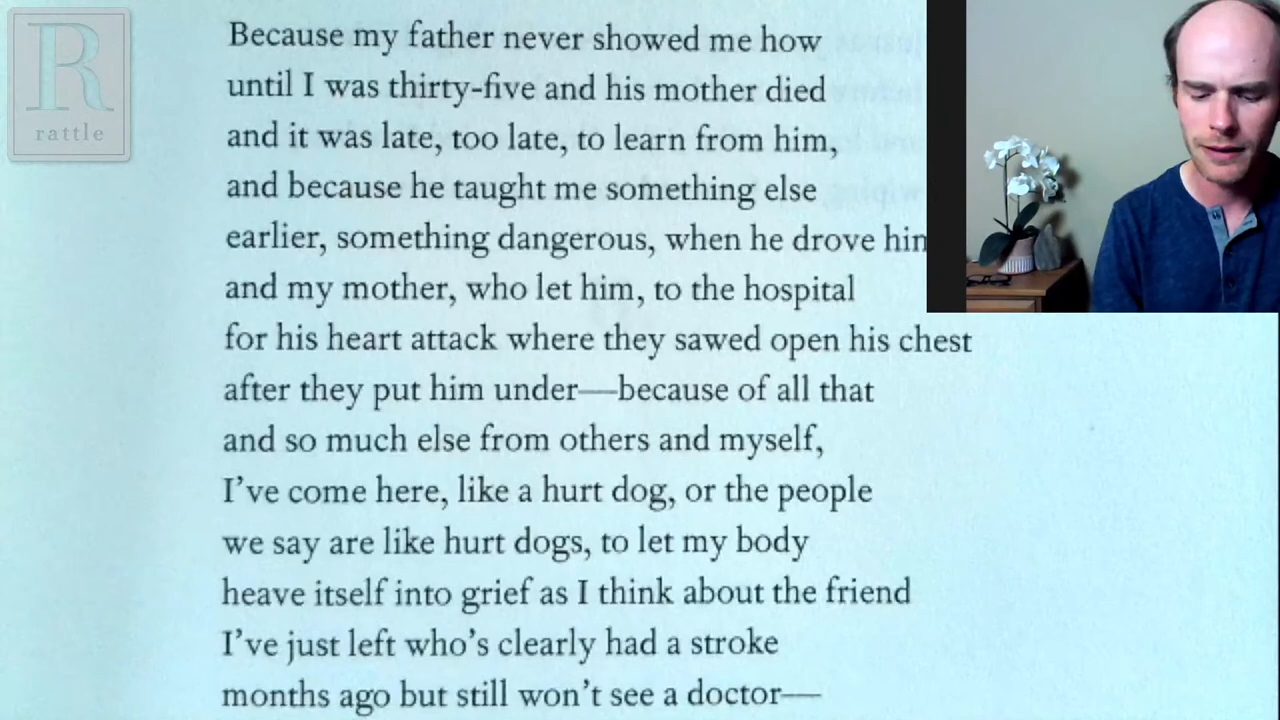 R
rattle
Because my father never showed me how
until I was thirty-five and his mother died
and it was late, too late, to learn from him,
and because he taught me something else
earlier, something dangerous, when he drove him
and my mother, who let him, to the hospital
for his heart attack where they sawed open his chest
after they put him under—because of all that
and so much else from others and myself,
I've come here, like a hurt dog, or the people
we say are like hurt dogs, to let my body
heave itself into grief as I think about the friend
I've just left who's clearly had a stroke
months ago but still won't see a doctor—